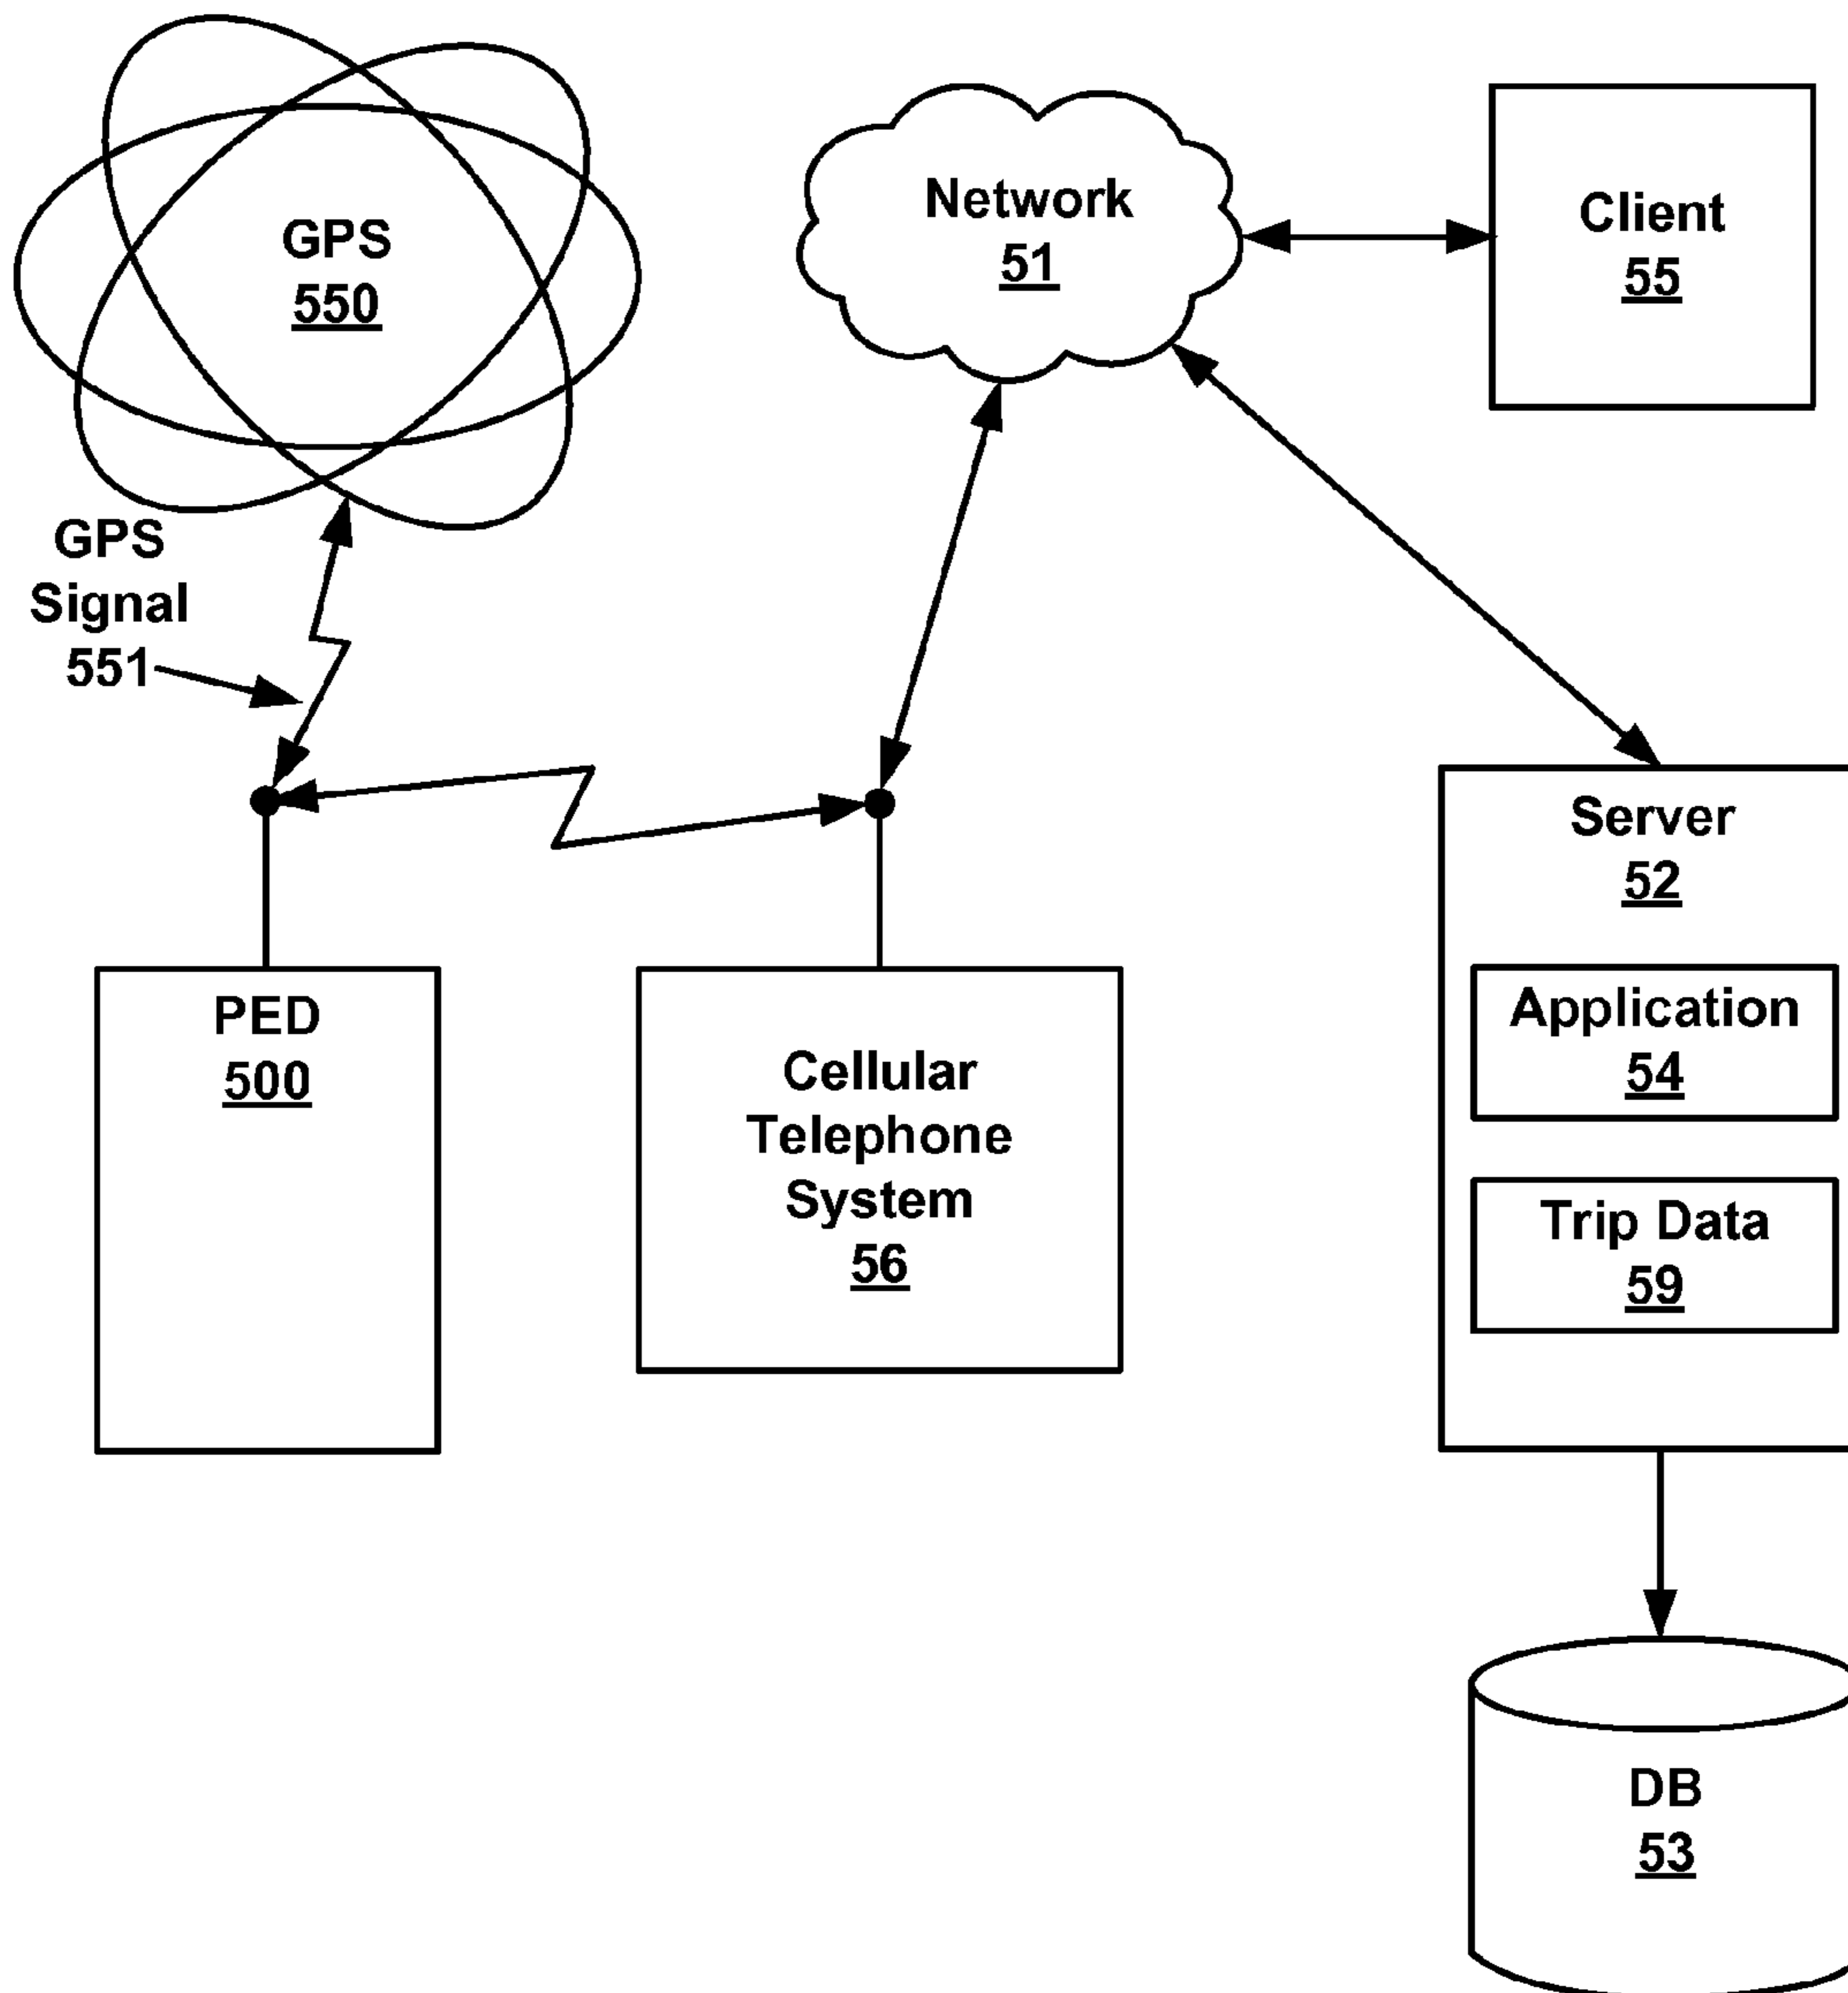 GPS
550
Network
51
Client
55
GPS
Signal
551
Server
52
PED
500
Cellular
Telephone
System
56
Application
54
Trip Data
59
DB
53